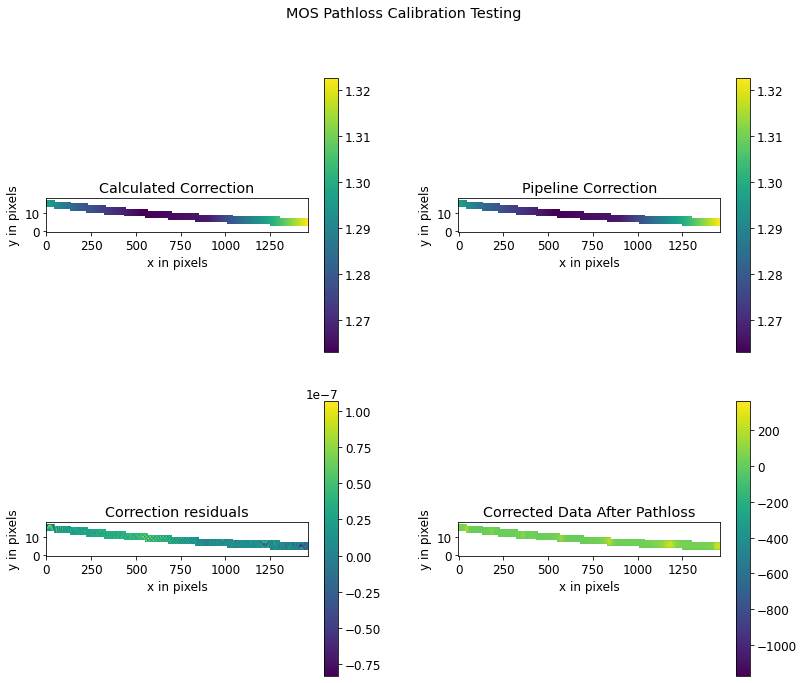 MOS Pathloss Calibration Testing
Calculated Correction
y in pixels
10
0
0 250 500 750 1000 1250
x in pixels
1.32
1.31
1.30
1.29
1.28
1.27
Pipeline Correction
y in pixels
10
0
0 250 500 750 1000 1250
x in pixels
1.32
1.31
1.30
1.29
1.28
1.27
Correction residuals
y in pixels
10
0
0 250 500 750 1000 1250
x in pixels
1e−7
1.00
0.75
0.50
0.25
0.00
−0.25
−0.50
−0.75
Corrected Data After Pathloss
y in pixels
10
0
0 250 500 750 1000 1250
x in pixels
200
0
−200
−400
−600
−800
−1000